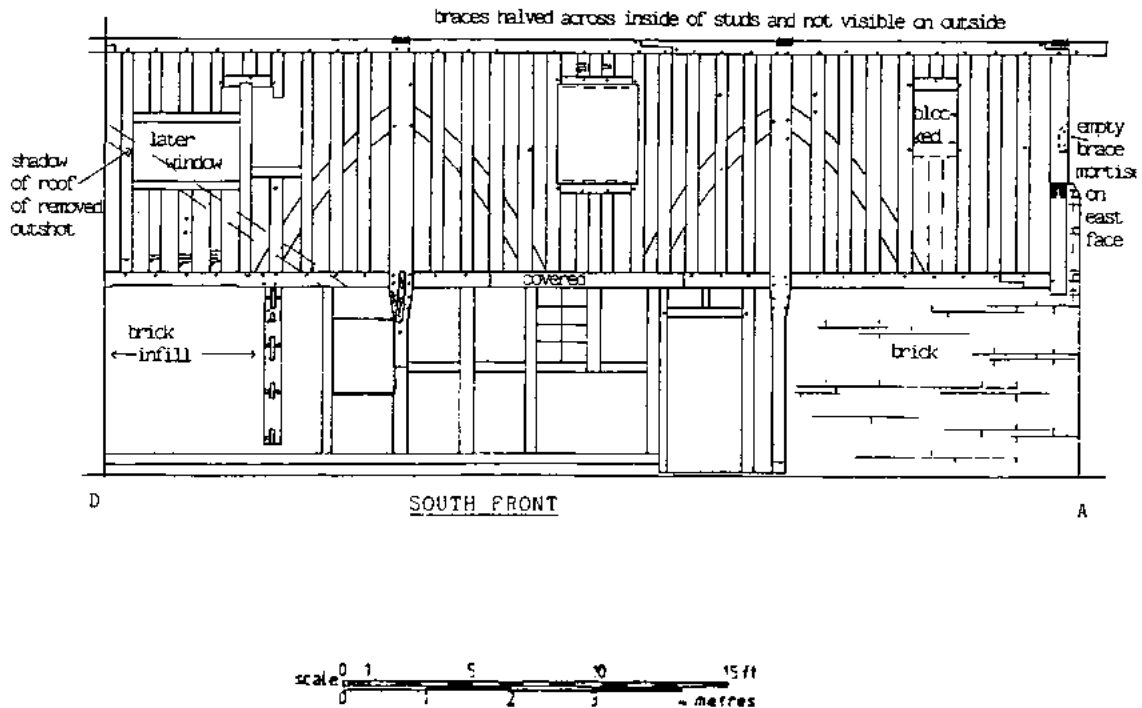 braces halved across inside of studs and not visible on outside
later
window
shadow
of roof
of removed
outshot
bloc-
ked
empty
brace
mortise
on
east
face
covered
brick
infill
brick
D
SOUTH FRONT
A
scale
0 1 5 10 15 ft
0 1 2 3 4 metres